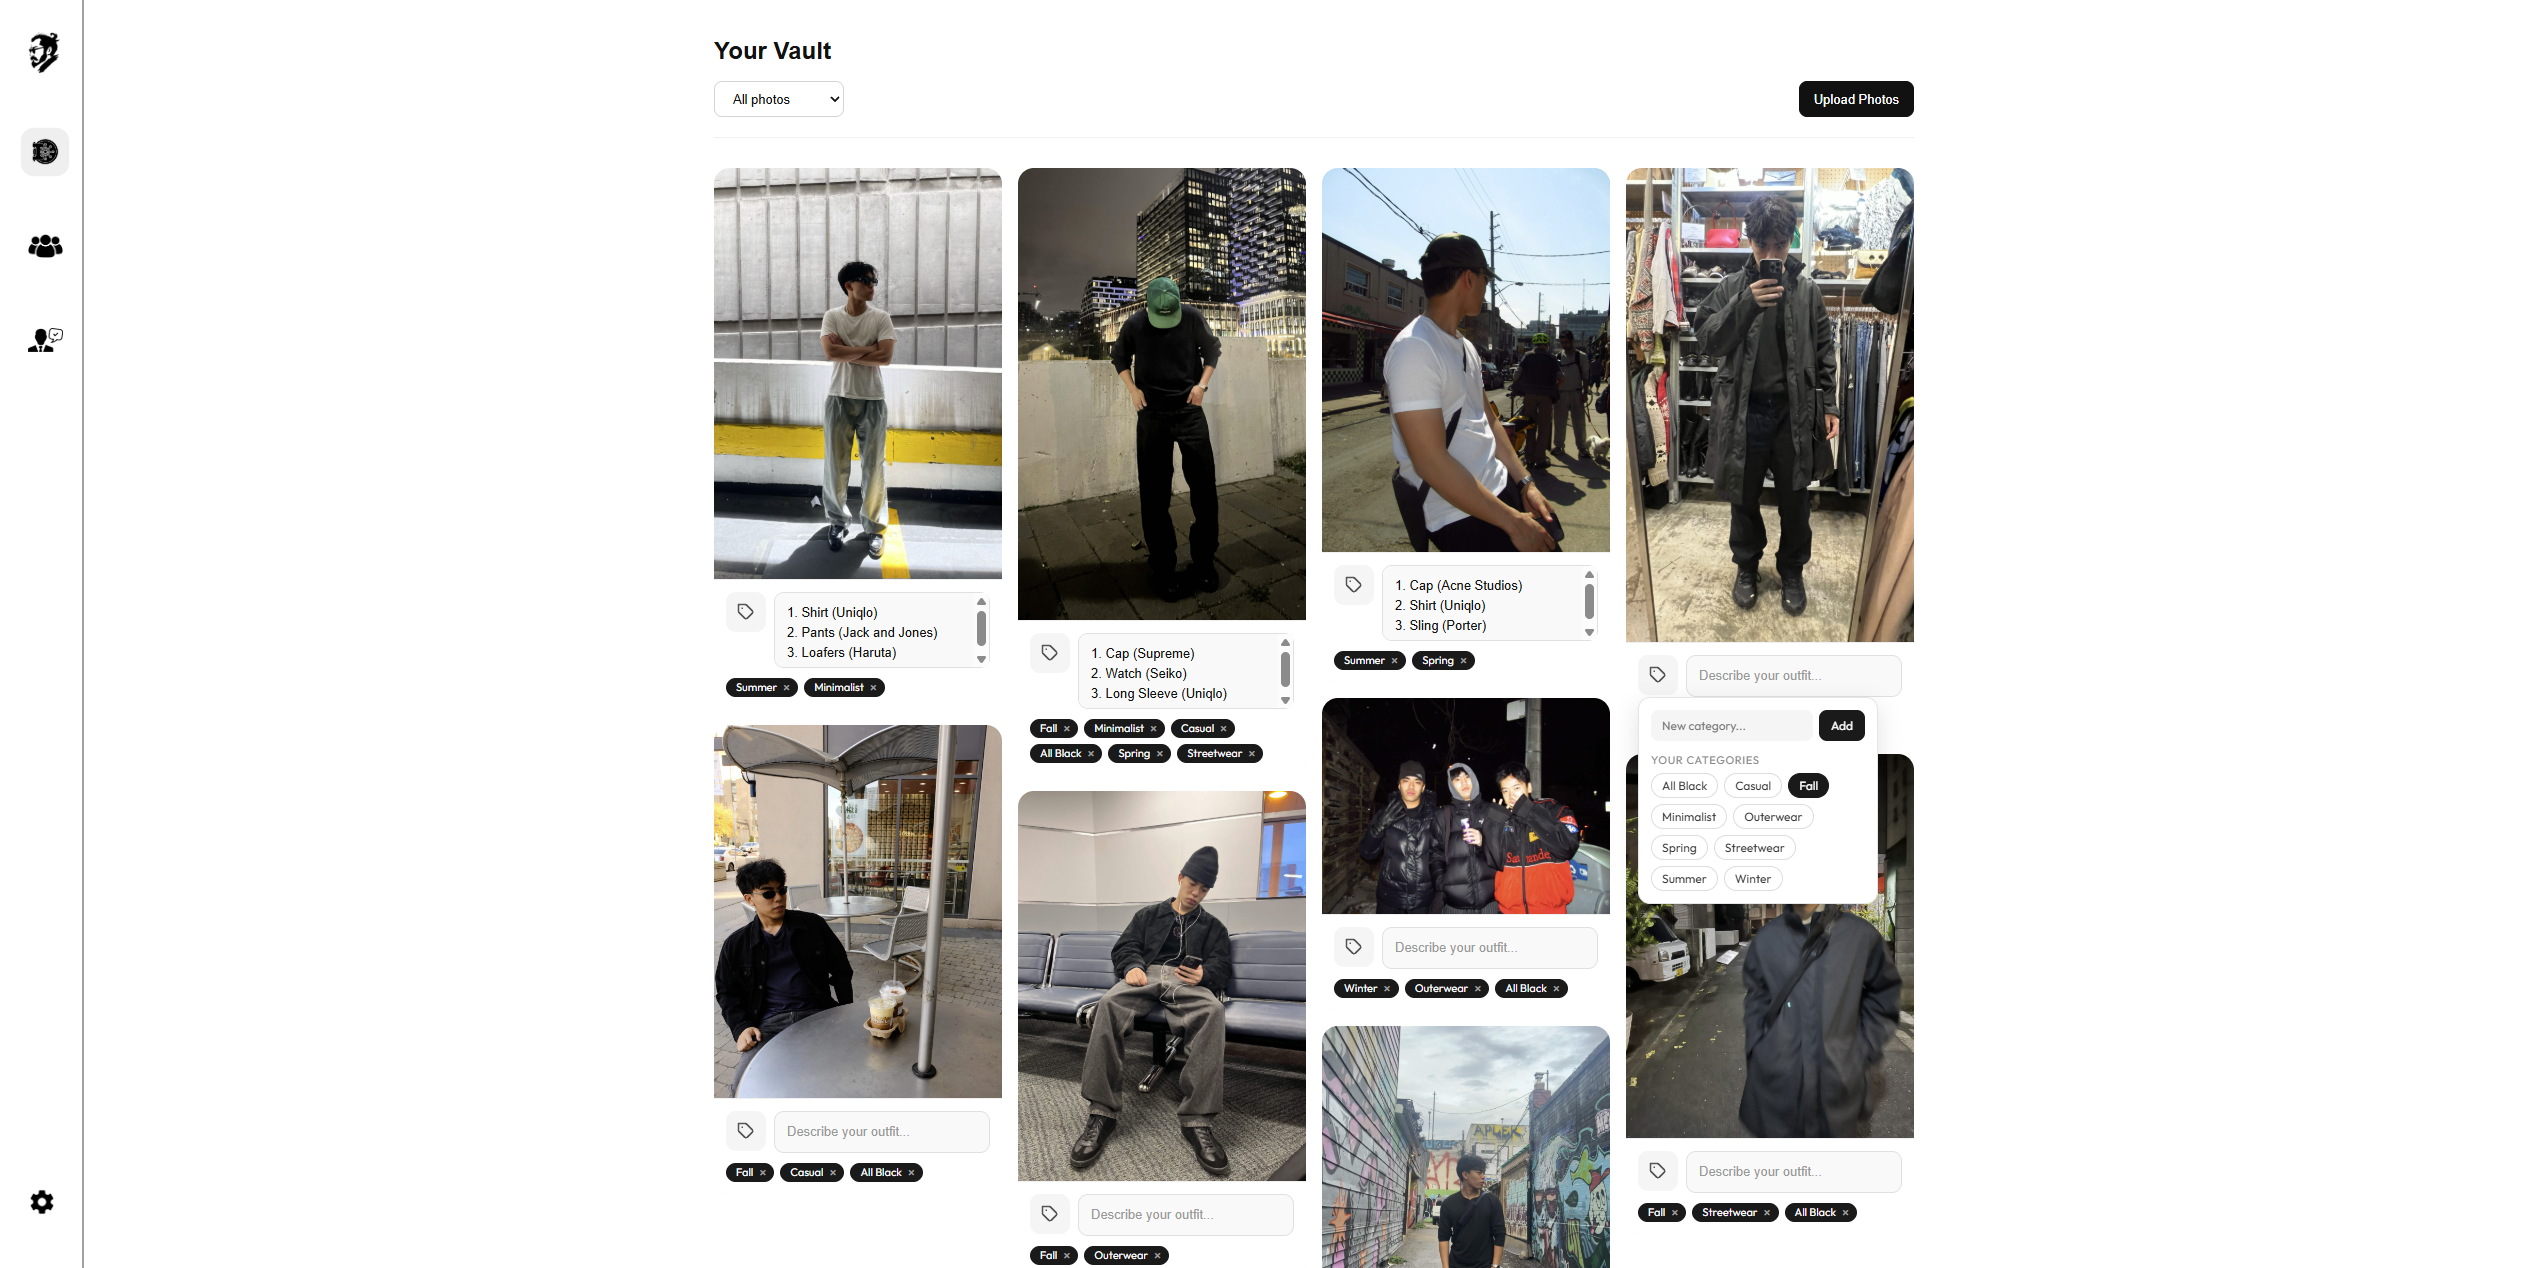 Your Vault
All photos
Upload Photos
1. Shirt (Uniqlo)
2. Pants (Jack and Jones)
3. Loafers (Haruta)
Summer ×
Minimalist ×
Describe your outfit...
Fall ×
Casual ×
All Black ×
1. Cap (Supreme)
2. Watch (Seiko)
3. Long Sleeve (Uniqlo)
Fall ×
Minimalist ×
Casual ×
All Black ×
Spring ×
Streetwear ×
Describe your outfit...
Fall ×
Outerwear ×
1. Cap (Acne Studios)
2. Shirt (Uniqlo)
3. Sling (Porter)
Summer ×
Spring ×
Describe your outfit...
Winter ×
Outerwear ×
All Black ×
Describe your outfit...
New category...
Add
YOUR CATEGORIES
All Black
Casual
Fall
Minimalist
Outerwear
Spring
Streetwear
Summer
Winter
Describe your outfit...
Fall ×
Streetwear ×
All Black ×